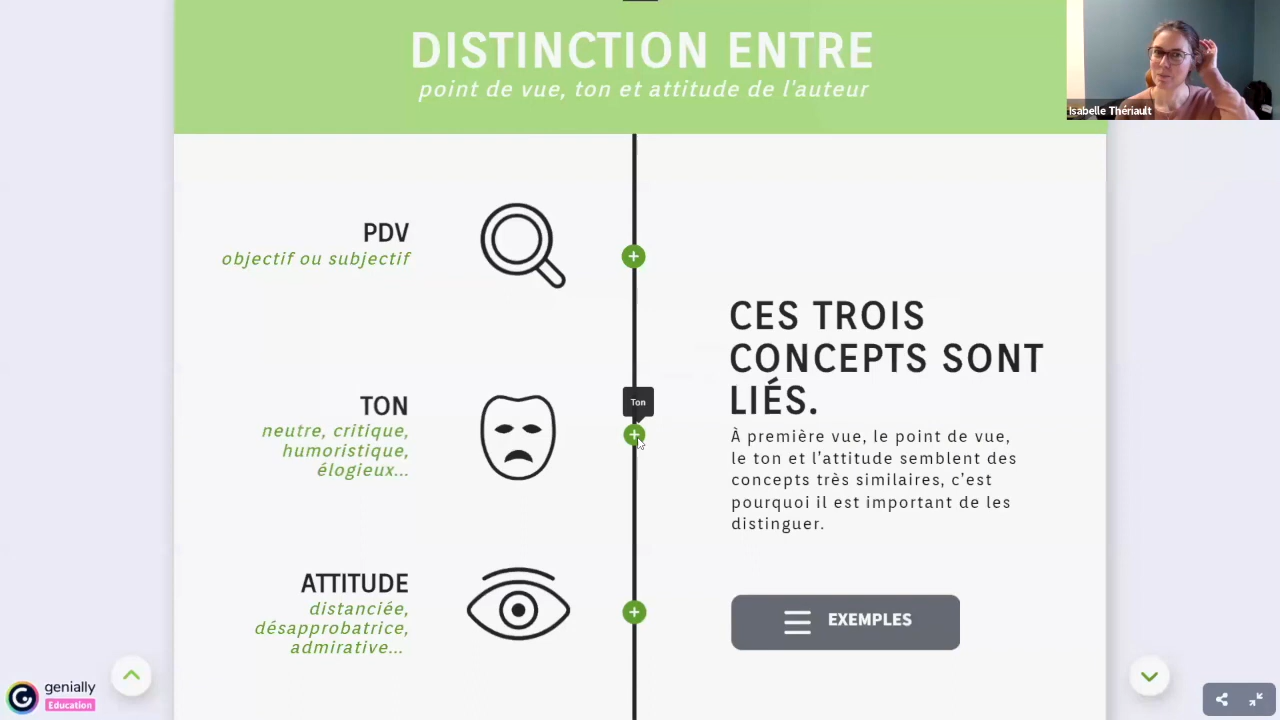 DISTINCTION ENTRE
point de vue, ton et attitude de l'auteur
Isabelle Thériault
PDV
objectif ou subjectif
TON
neutre, critique,
humoristique,
élogieux...
Ton
ATTITUDE
distanciée,
désapprobatrice,
admirative...
CES TROIS
CONCEPTS SONT
LIÉS.
À première vue, le point de vue,
le ton et l'attitude semblent des
concepts très similaires, c'est
pourquoi il est important de les
distinguer.
EXEMPLES
genially
Education